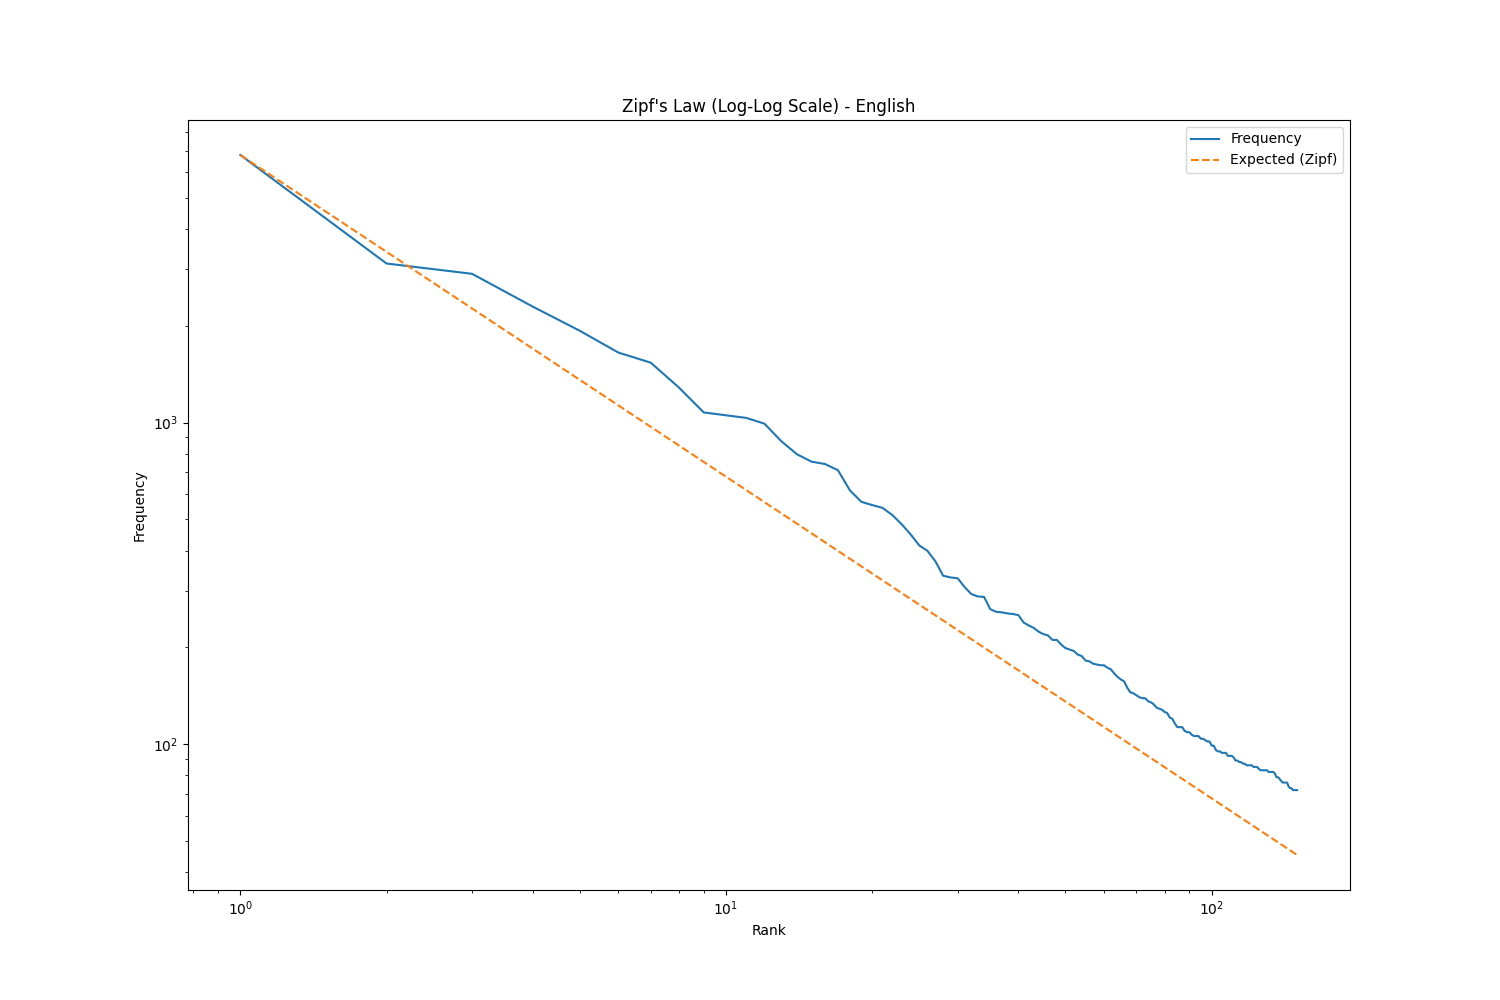 Zipf's Law (Log-Log Scale) - English
Frequency
Expected (Zipf)
Frequency
10³
10²
10⁰
10¹
10²
Rank